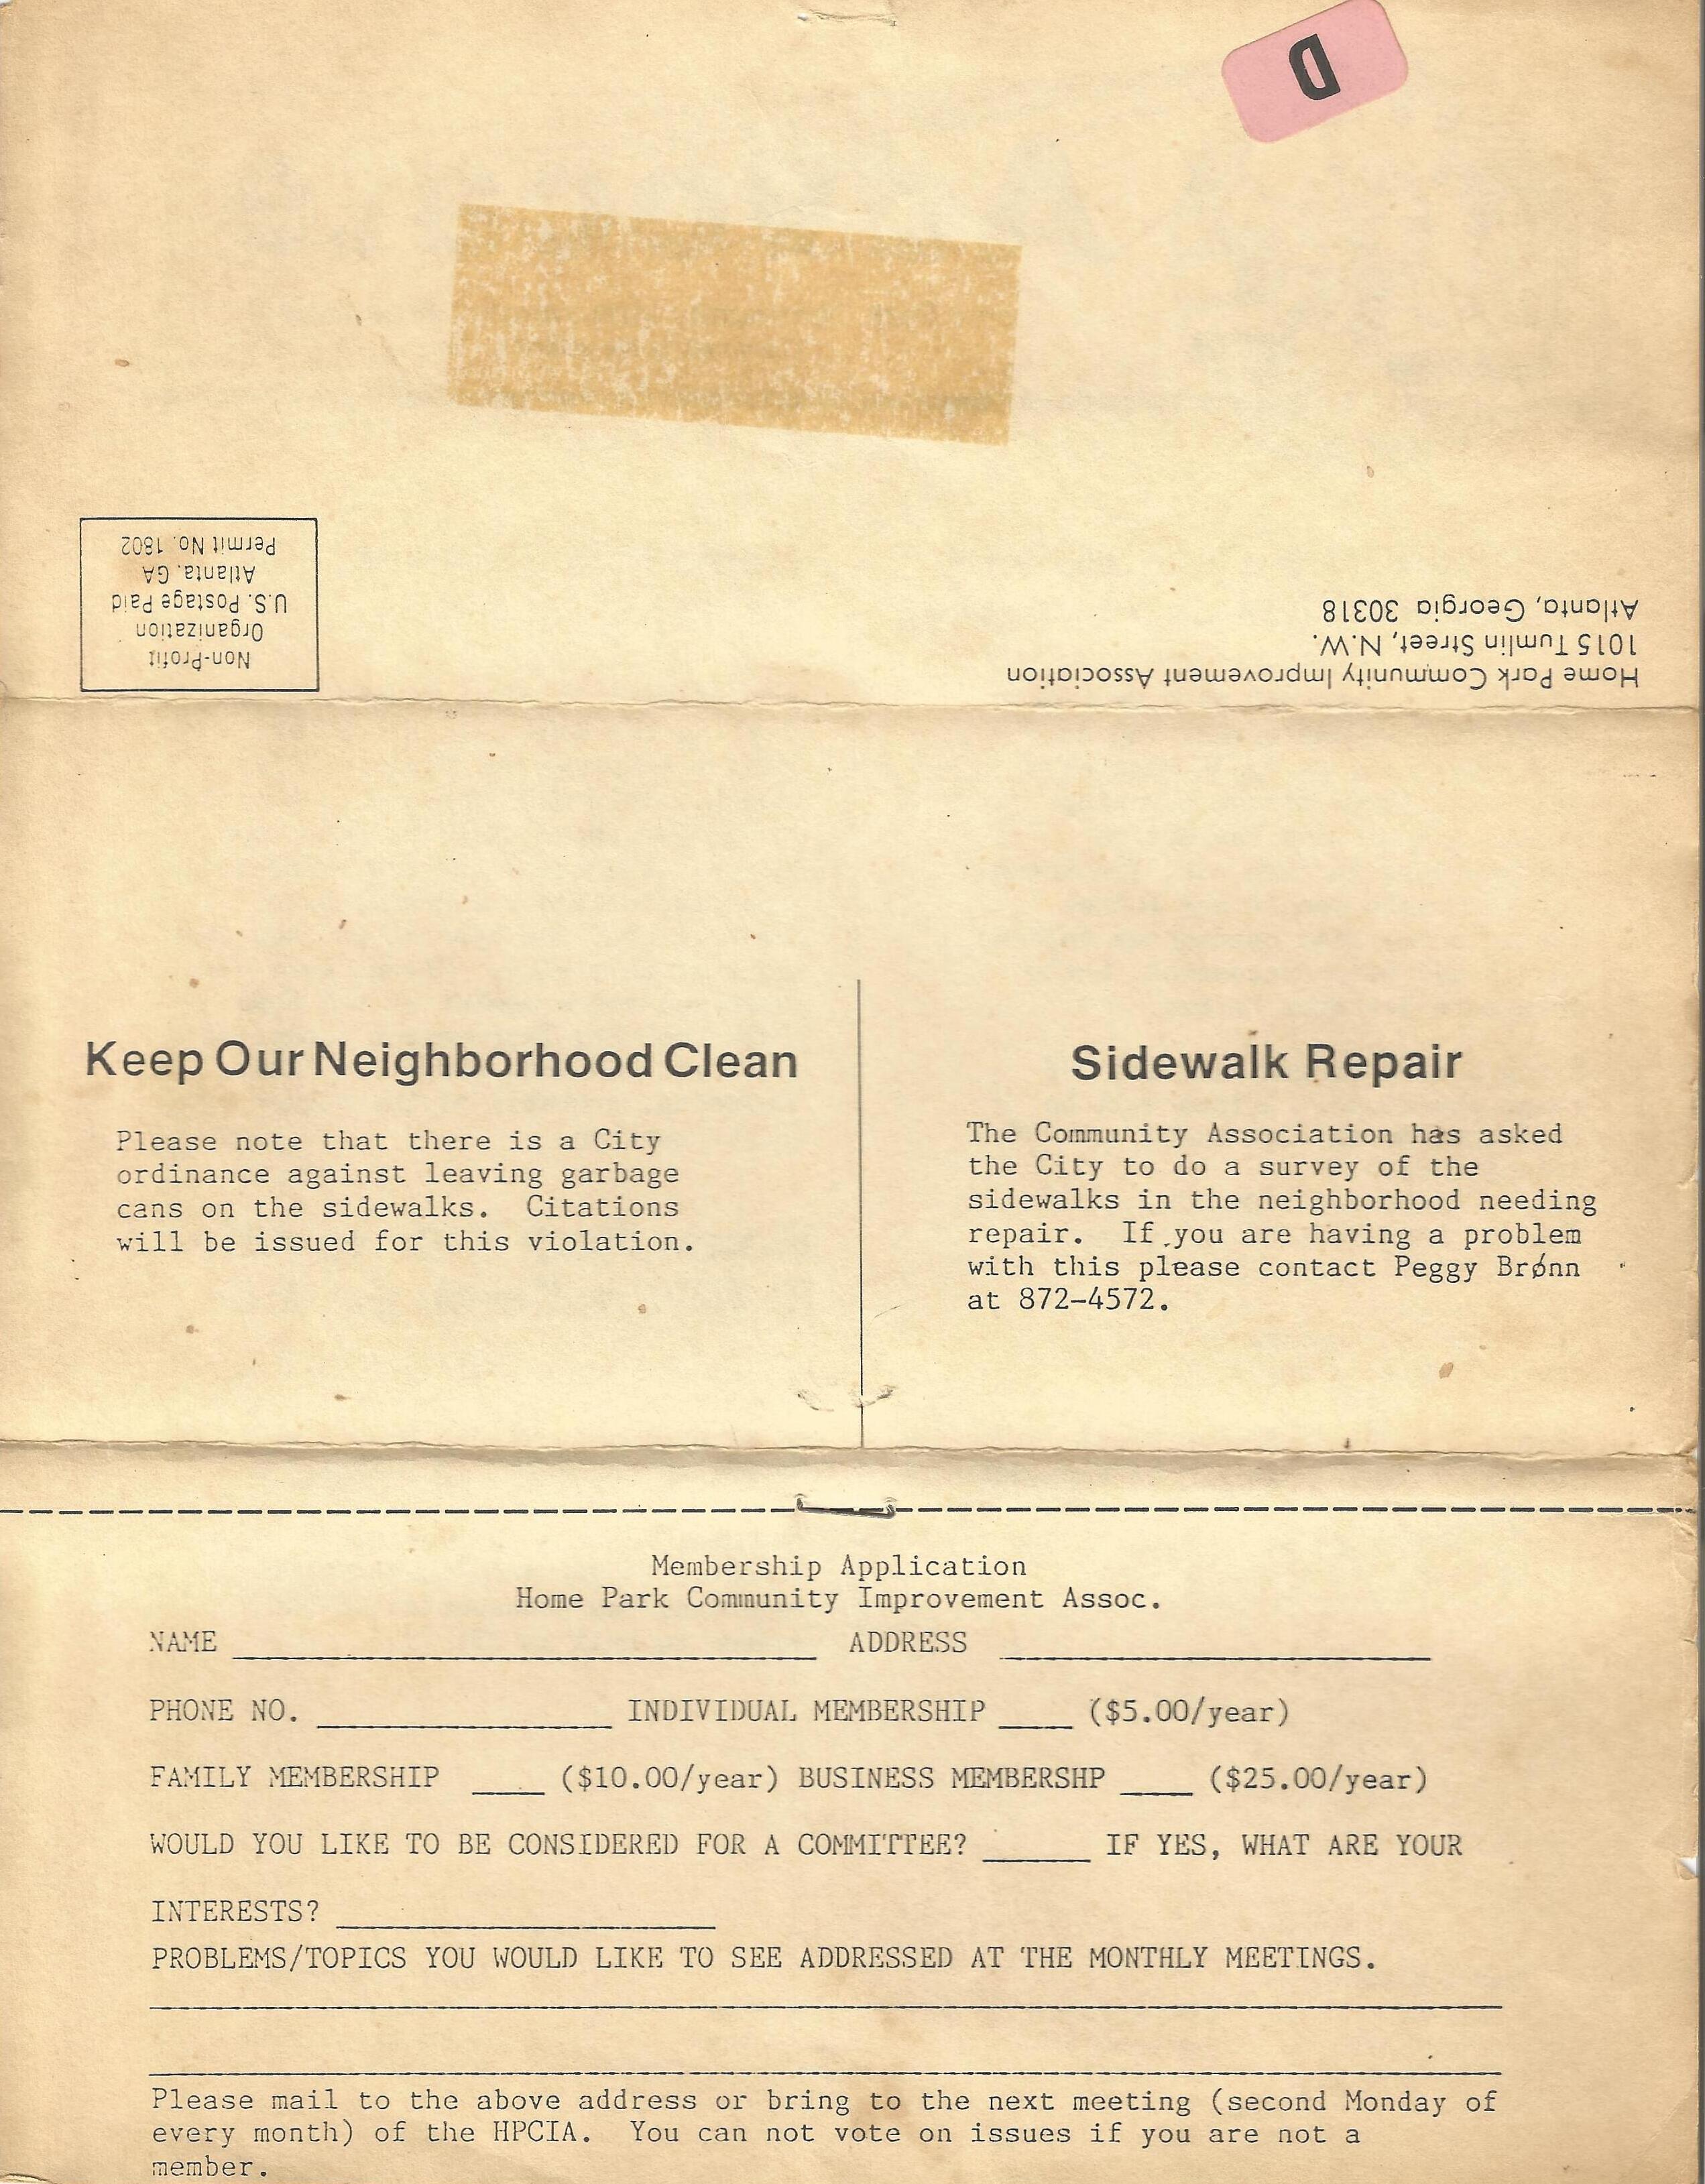 D
Non-Profit
Organization
U.S. Postage Paid
Atlanta, GA
Permit No. 1802
Home Park Community Improvement Association
1015 Tumlin Street, N.W.
Atlanta, Georgia 30318
Keep Our Neighborhood Clean
Please note that there is a City
ordinance against leaving garbage
cans on the sidewalks. Citations
will be issued for this violation.
Sidewalk Repair
The Community Association has asked
the City to do a survey of the
sidewalks in the neighborhood needing
repair. If you are having a problem
with this please contact Peggy Brønn
at 872-4572.
Membership Application
Home Park Community Improvement Assoc.
NAME ADDRESS
PHONE NO. INDIVIDUAL MEMBERSHIP ($5.00/year)
FAMILY MEMBERSHIP ($10.00/year) BUSINESS MEMBERSHP ($25.00/year)
WOULD YOU LIKE TO BE CONSIDERED FOR A COMMITTEE? IF YES, WHAT ARE YOUR
INTERESTS?
PROBLEMS/TOPICS YOU WOULD LIKE TO SEE ADDRESSED AT THE MONTHLY MEETINGS.
Please mail to the above address or bring to the next meeting (second Monday of
every month) of the HPCIA. You can not vote on issues if you are not a
member.